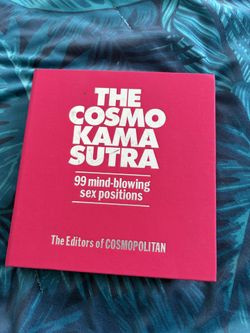 THE
COSMO
KAMA
SUTRA
99 mind-blowing
sex positions
The Editors of COSMOPOLITAN